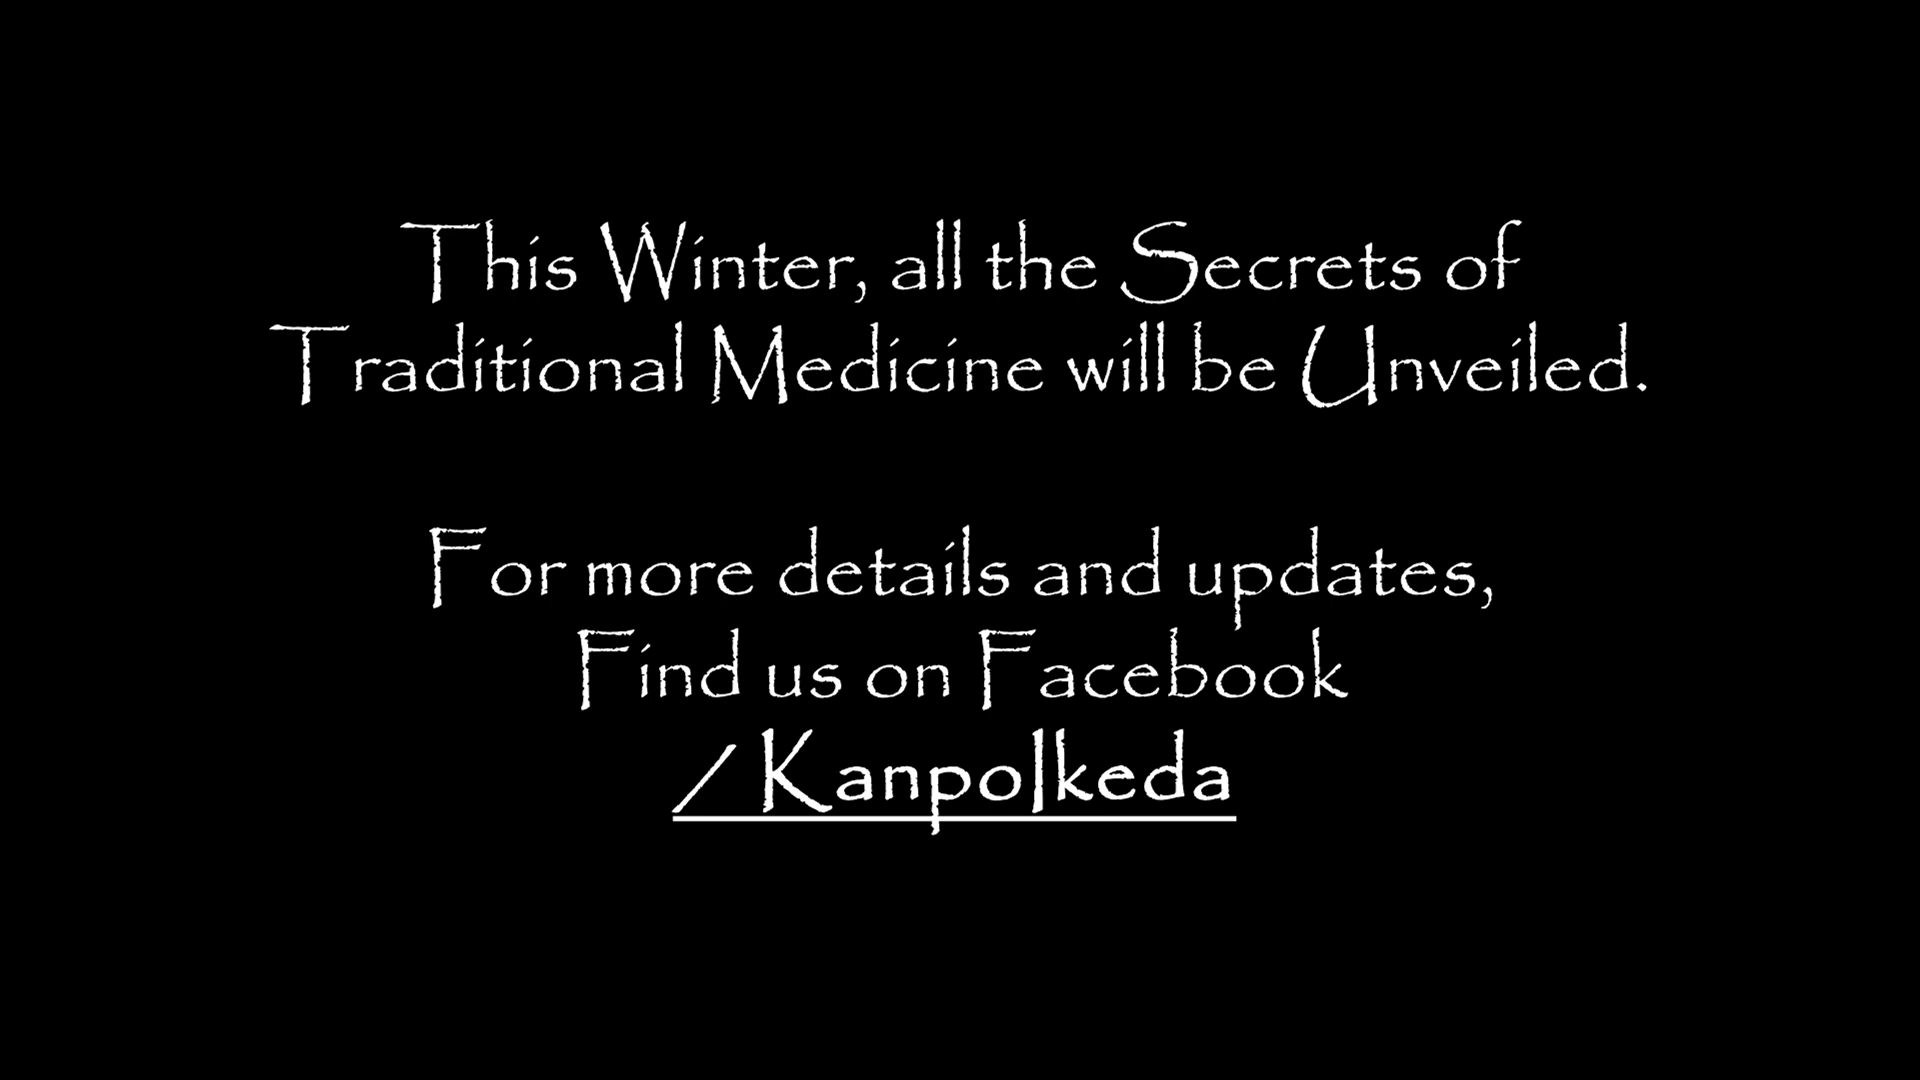 This Winter, all the Secrets of
Traditional Medicine will be Unveiled.
For more details and updates,
Find us on Facebook
/KanpoIkeda